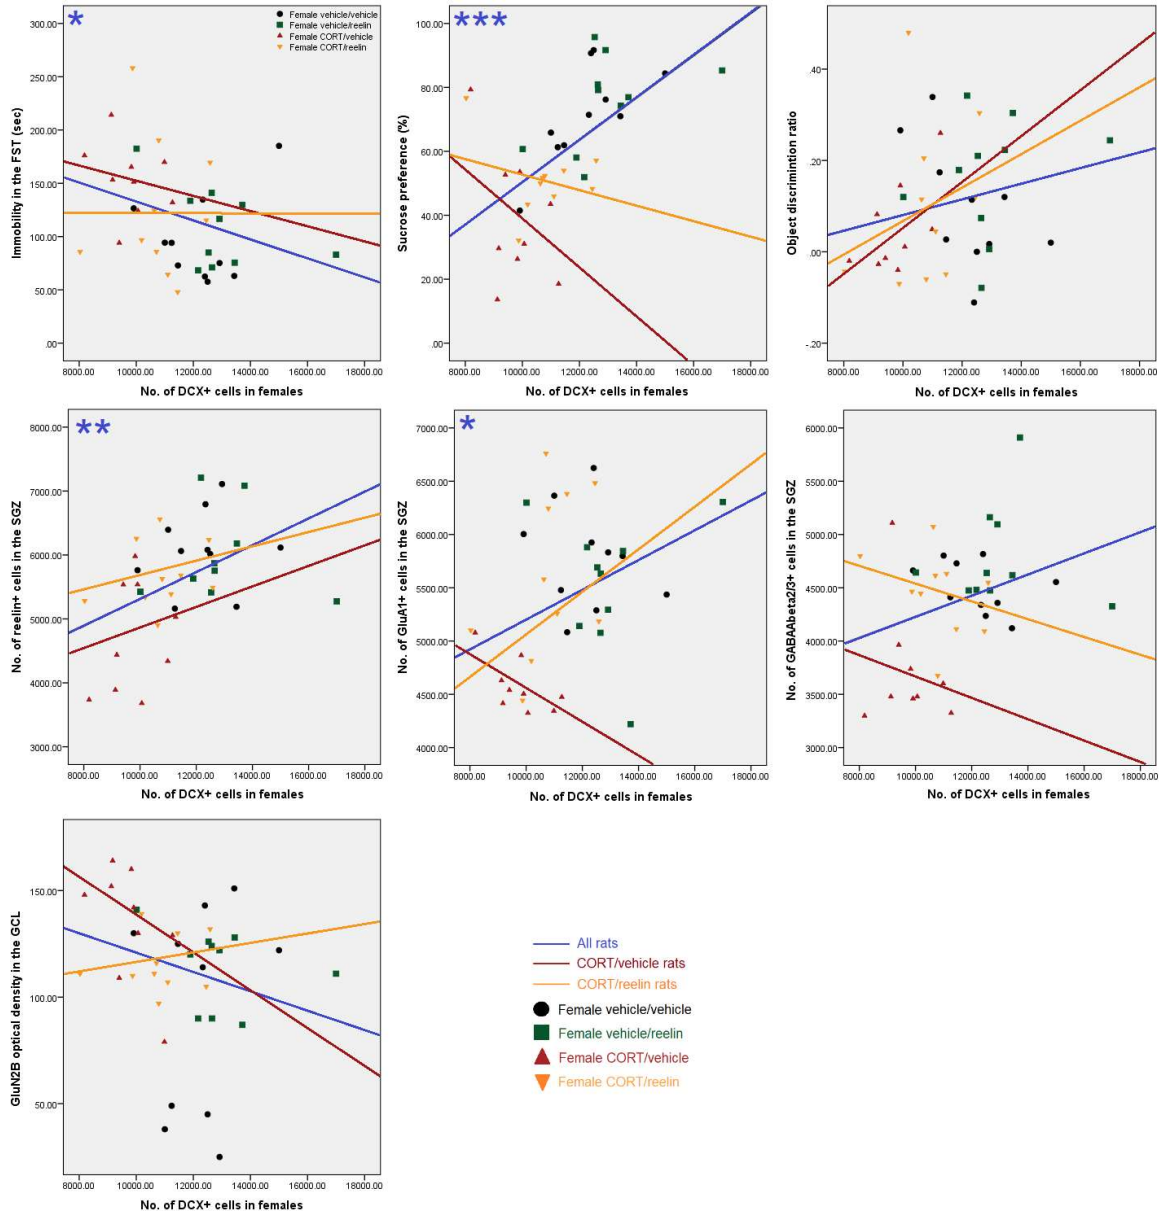 *
Female vehicle/vehicle
Female vehicle/reelin
Female CORT/vehicle
Female CORT/reelin
300.00
250.00
200.00
150.00
100.00
50.00
.00
Immobility in the FST (sec)
8000.00 10000.00 12000.00 14000.00 16000.00 18000.00
No. of DCX+ cells in females
***
100.00
80.00
60.00
40.00
20.00
.00
Sucrose preference (%)
8000.00 10000.00 12000.00 14000.00 16000.00 18000.00
No. of DCX+ cells in females
.40
.20
.00
-.20
Object discrimintion ratio
8000.00 10000.00 12000.00 14000.00 16000.00 18000.00
No. of DCX+ cells in females
**
8000.00
7000.00
6000.00
5000.00
4000.00
3000.00
No. of reelin+ cells in the SGZ
8000.00 10000.00 12000.00 14000.00 16000.00 18000.00
No. of DCX+ cells in females
*
7000.00
6500.00
6000.00
5500.00
5000.00
4500.00
4000.00
No. of GluA1+ cells in the SGZ
8000.00 10000.00 12000.00 14000.00 16000.00 18000.00
No. of DCX+ cells in females
6000.00
5500.00
5000.00
4500.00
4000.00
3500.00
3000.00
No. of GABAAbeta2/3+ cells in the SGZ
8000.00 10000.00 12000.00 14000.00 16000.00 18000.00
No. of DCX+ cells in females
150.00
100.00
50.00
GluN2B optical density in the GCL
8000.00 10000.00 12000.00 14000.00 16000.00 18000.00
No. of DCX+ cells in females
All rats
CORT/vehicle rats
CORT/reelin rats
Female vehicle/vehicle
Female vehicle/reelin
Female CORT/vehicle
Female CORT/reelin